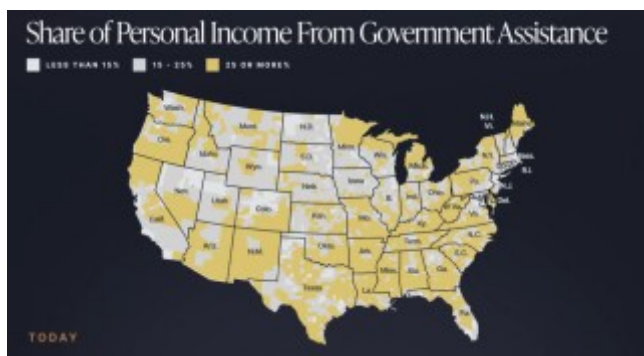 Share of Personal Income From Government Assistance
LESS THAN 15% 15 - 25% 25 OR MORE%
Wash.
Mont.
N.D.
Minn.
Ore.
Idaho
Wyo.
S.D.
Wis.
Mich.
N.Y.
N.H.
Vt.
Maine
Mass.
R.I.
Nev.
Utah
Colo.
Neb.
Iowa
Ill.
Ind.
Ohio
Pa.
N.J.
Del.
Calif.
Kan.
Mo.
Ky.
W.Va.
Va.
Ariz.
N.M.
Okla.
Ark.
Tenn.
N.C.
S.C.
Texas
La.
Miss.
Ala.
Ga.
Fla.
TODAY